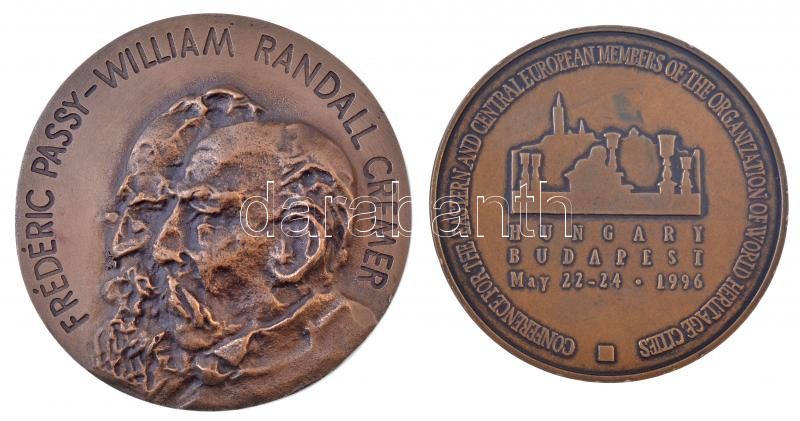 FRÉDÉRIC PASSY-WILLIAM RANDALL CREMER
CONFERENCE FOR THE EASTERN AND CENTRAL EUROPEAN MEMBERS OF THE ORGANIZATION OF WORLD HERITAGE CITIES
HUNGARY
BUDAPEST
May 22-24 • 1996
darabanth